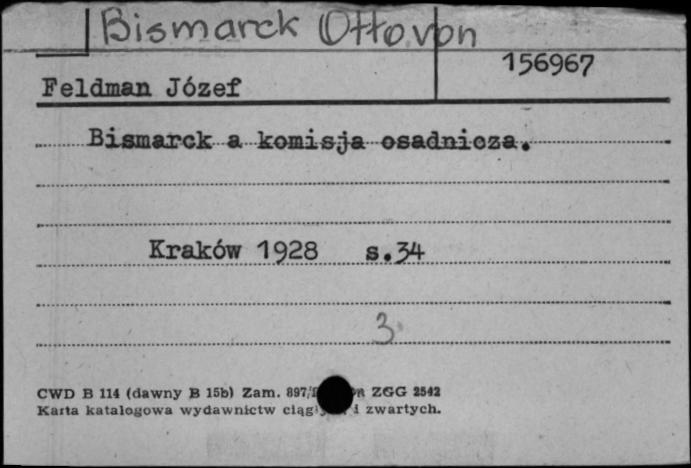 Bismarck Otto von
156967
Feldman Józef
Bismarck a komisja osadnicza.
Kraków 1928 s.34
3
CWD B 114 (dawny B 15b) Zam. 897/ ZGG 2542
Karta katalogowa wydawnictw i zwartych.